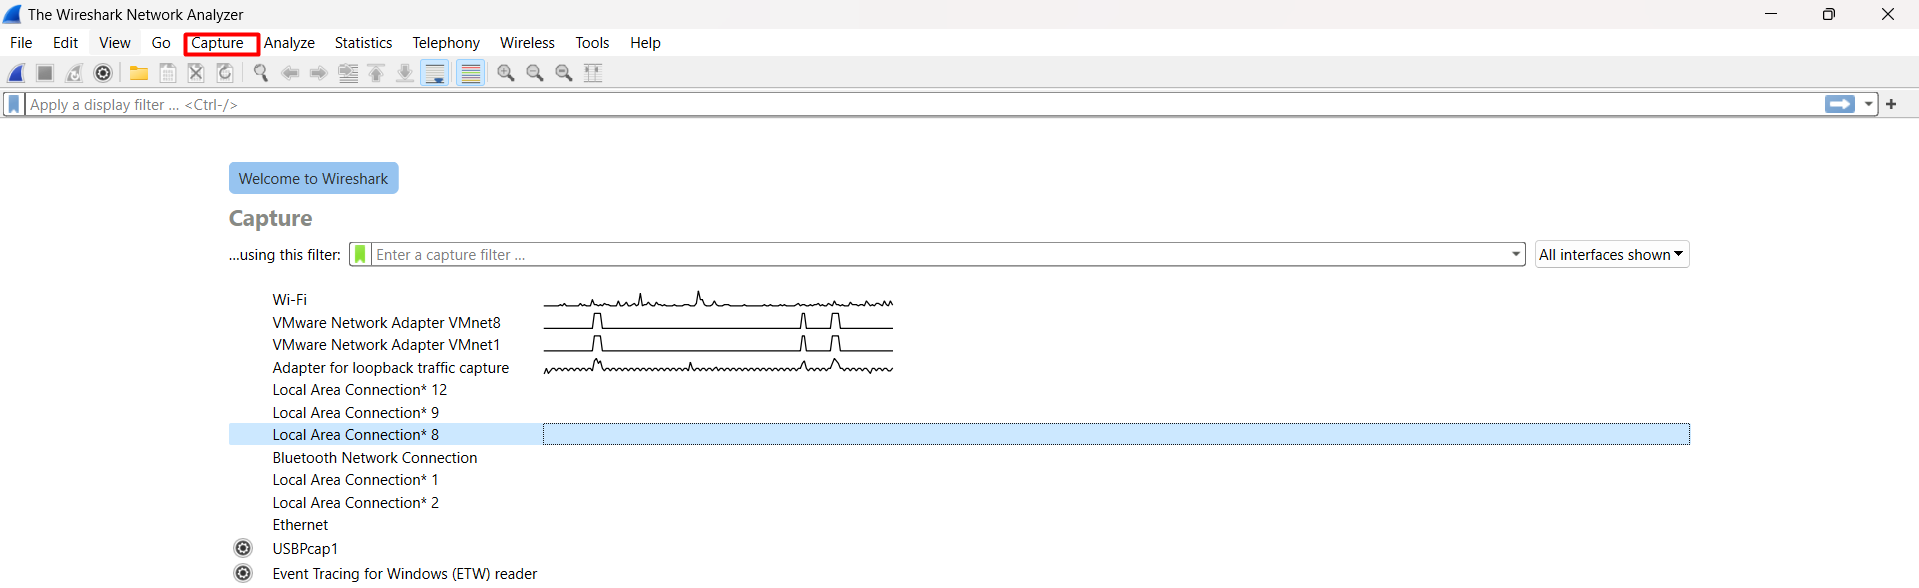 The Wireshark Network Analyzer
File Edit View Go Capture Analyze Statistics Telephony Wireless Tools Help
Apply a display filter ... <Ctrl-/>
Welcome to Wireshark
Capture
...using this filter: Enter a capture filter ... All interfaces shown
Wi-Fi
VMware Network Adapter VMnet8
VMware Network Adapter VMnet1
Adapter for loopback traffic capture
Local Area Connection* 12
Local Area Connection* 9
Local Area Connection* 8
Bluetooth Network Connection
Local Area Connection* 1
Local Area Connection* 2
Ethernet
USBPcap1
Event Tracing for Windows (ETW) reader